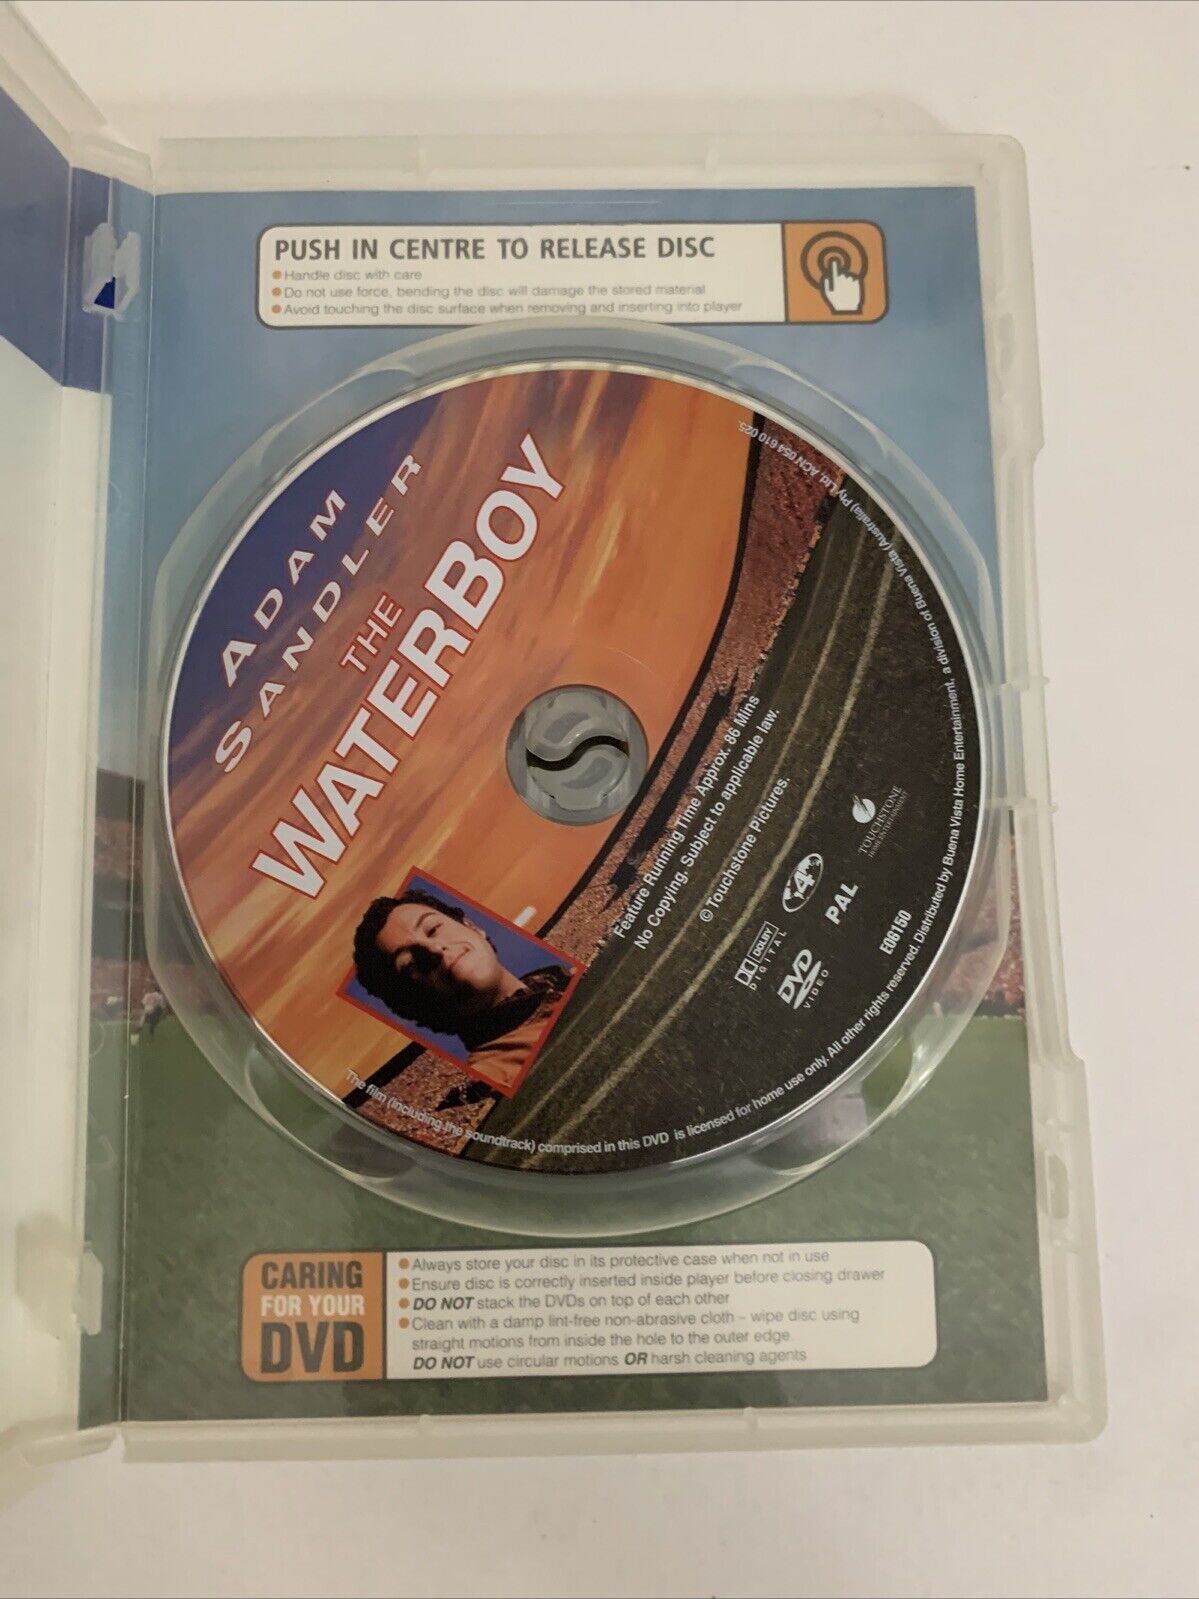 PUSH IN CENTRE TO RELEASE DISC
Handle disc with care
Do not use force, bending the disc will damage the stored material
Avoid touching the disc surface when removing and inserting into player
ADAM
SANDLER
THE
WATERBOY
Feature Running Time Approx. 86 Mins
No Copying. Subject to applicable law.
© Touchstone Pictures.
DOLBY
DIGITAL
4
DVD
VIDEO
PAL
TOUCHSTONE
HOME ENTERTAINMENT
E06150
The film (including the soundtrack) comprised in this DVD is licensed for home use only. All other rights reserved. Distributed by Buena Vista Home Entertainment, a division of Buena Vista (Australia) Pty Ltd. ACN 054 610 025.
CARING
FOR YOUR
DVD
Always store your disc in its protective case when not in use
Ensure disc is correctly inserted inside player before closing drawer
DO NOT stack the DVDs on top of each other
Clean with a damp lint-free non-abrasive cloth – wipe disc using
straight motions from inside the hole to the outer edge.
DO NOT use circular motions OR harsh cleaning agents